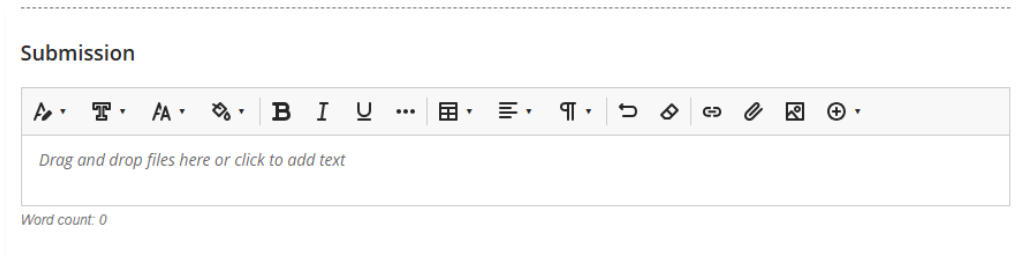 Submission
Drag and drop files here or click to add text
Word count: 0